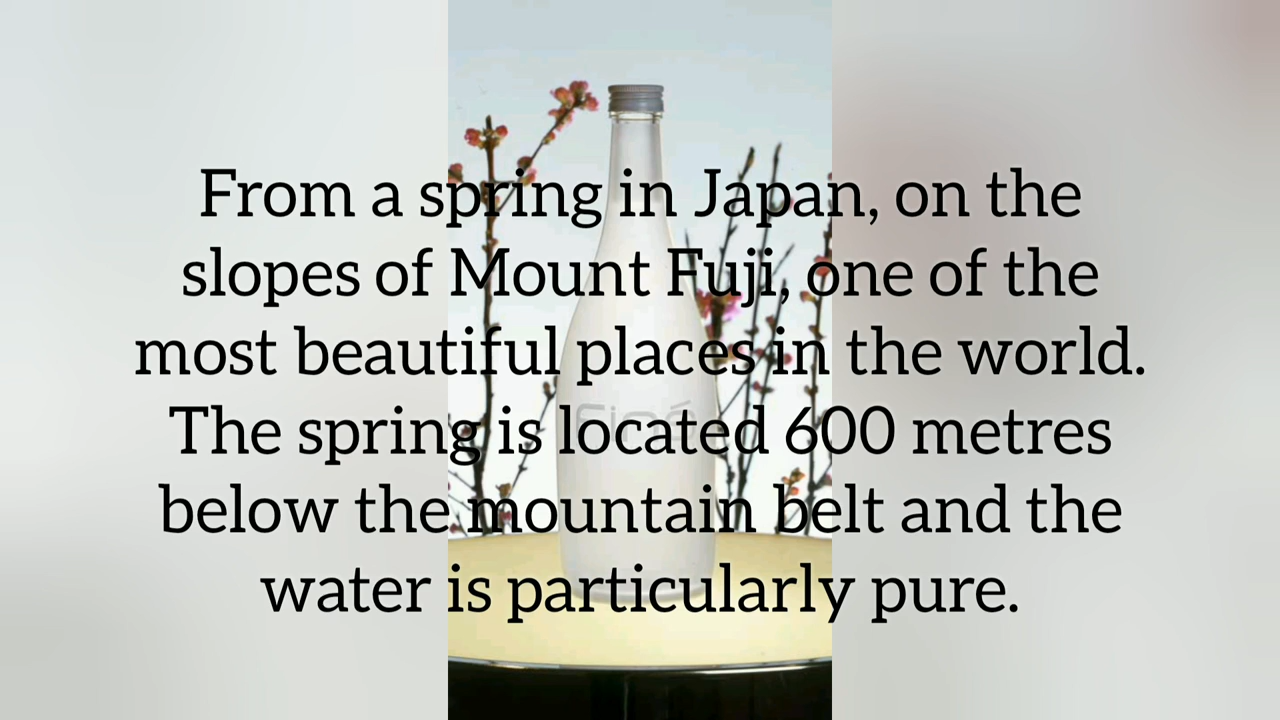 From a spring in Japan, on the
slopes of Mount Fuji, one of the
most beautiful places in the world.
The spring is located 600 metres
below the mountain belt and the
water is particularly pure.